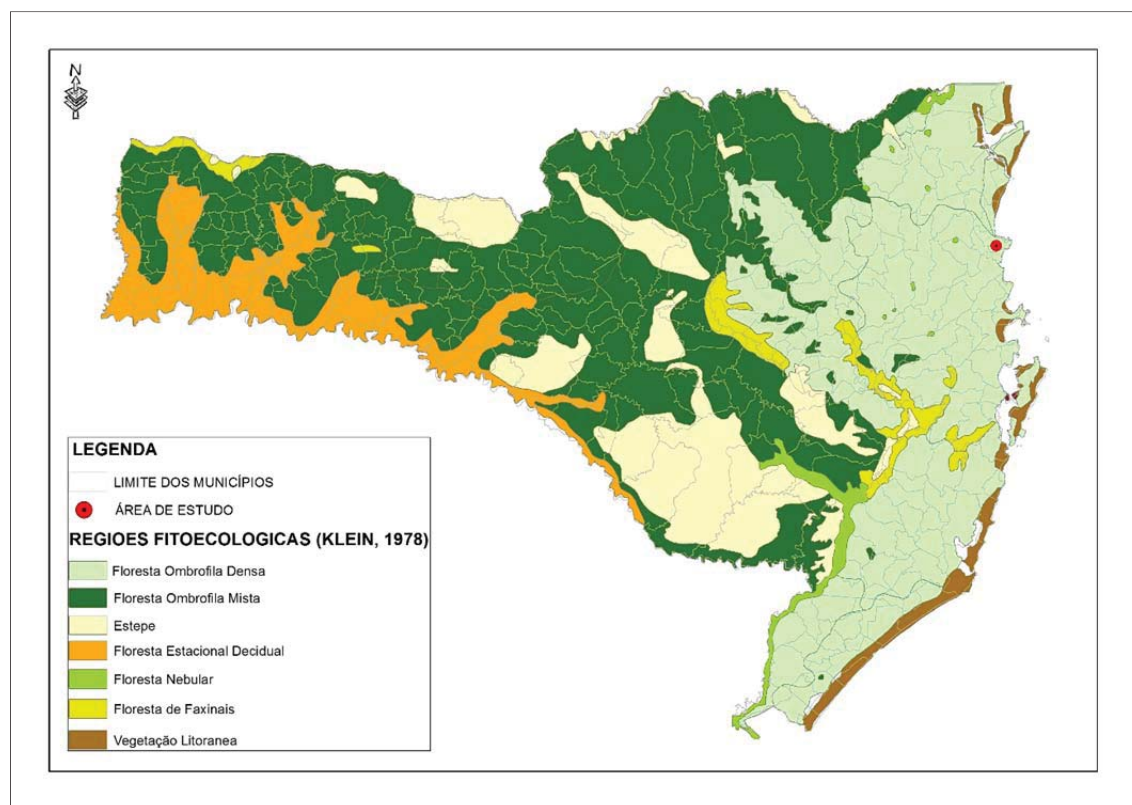 N
LEGENDA
LIMITE DOS MUNICÍPIOS
ÁREA DE ESTUDO
REGIOES FITOECOLOGICAS (KLEIN, 1978)
Floresta Ombrofila Densa
Floresta Ombrofila Mista
Estepe
Floresta Estacional Decidual
Floresta Nebular
Floresta de Faxinais
Vegetação Litoranea